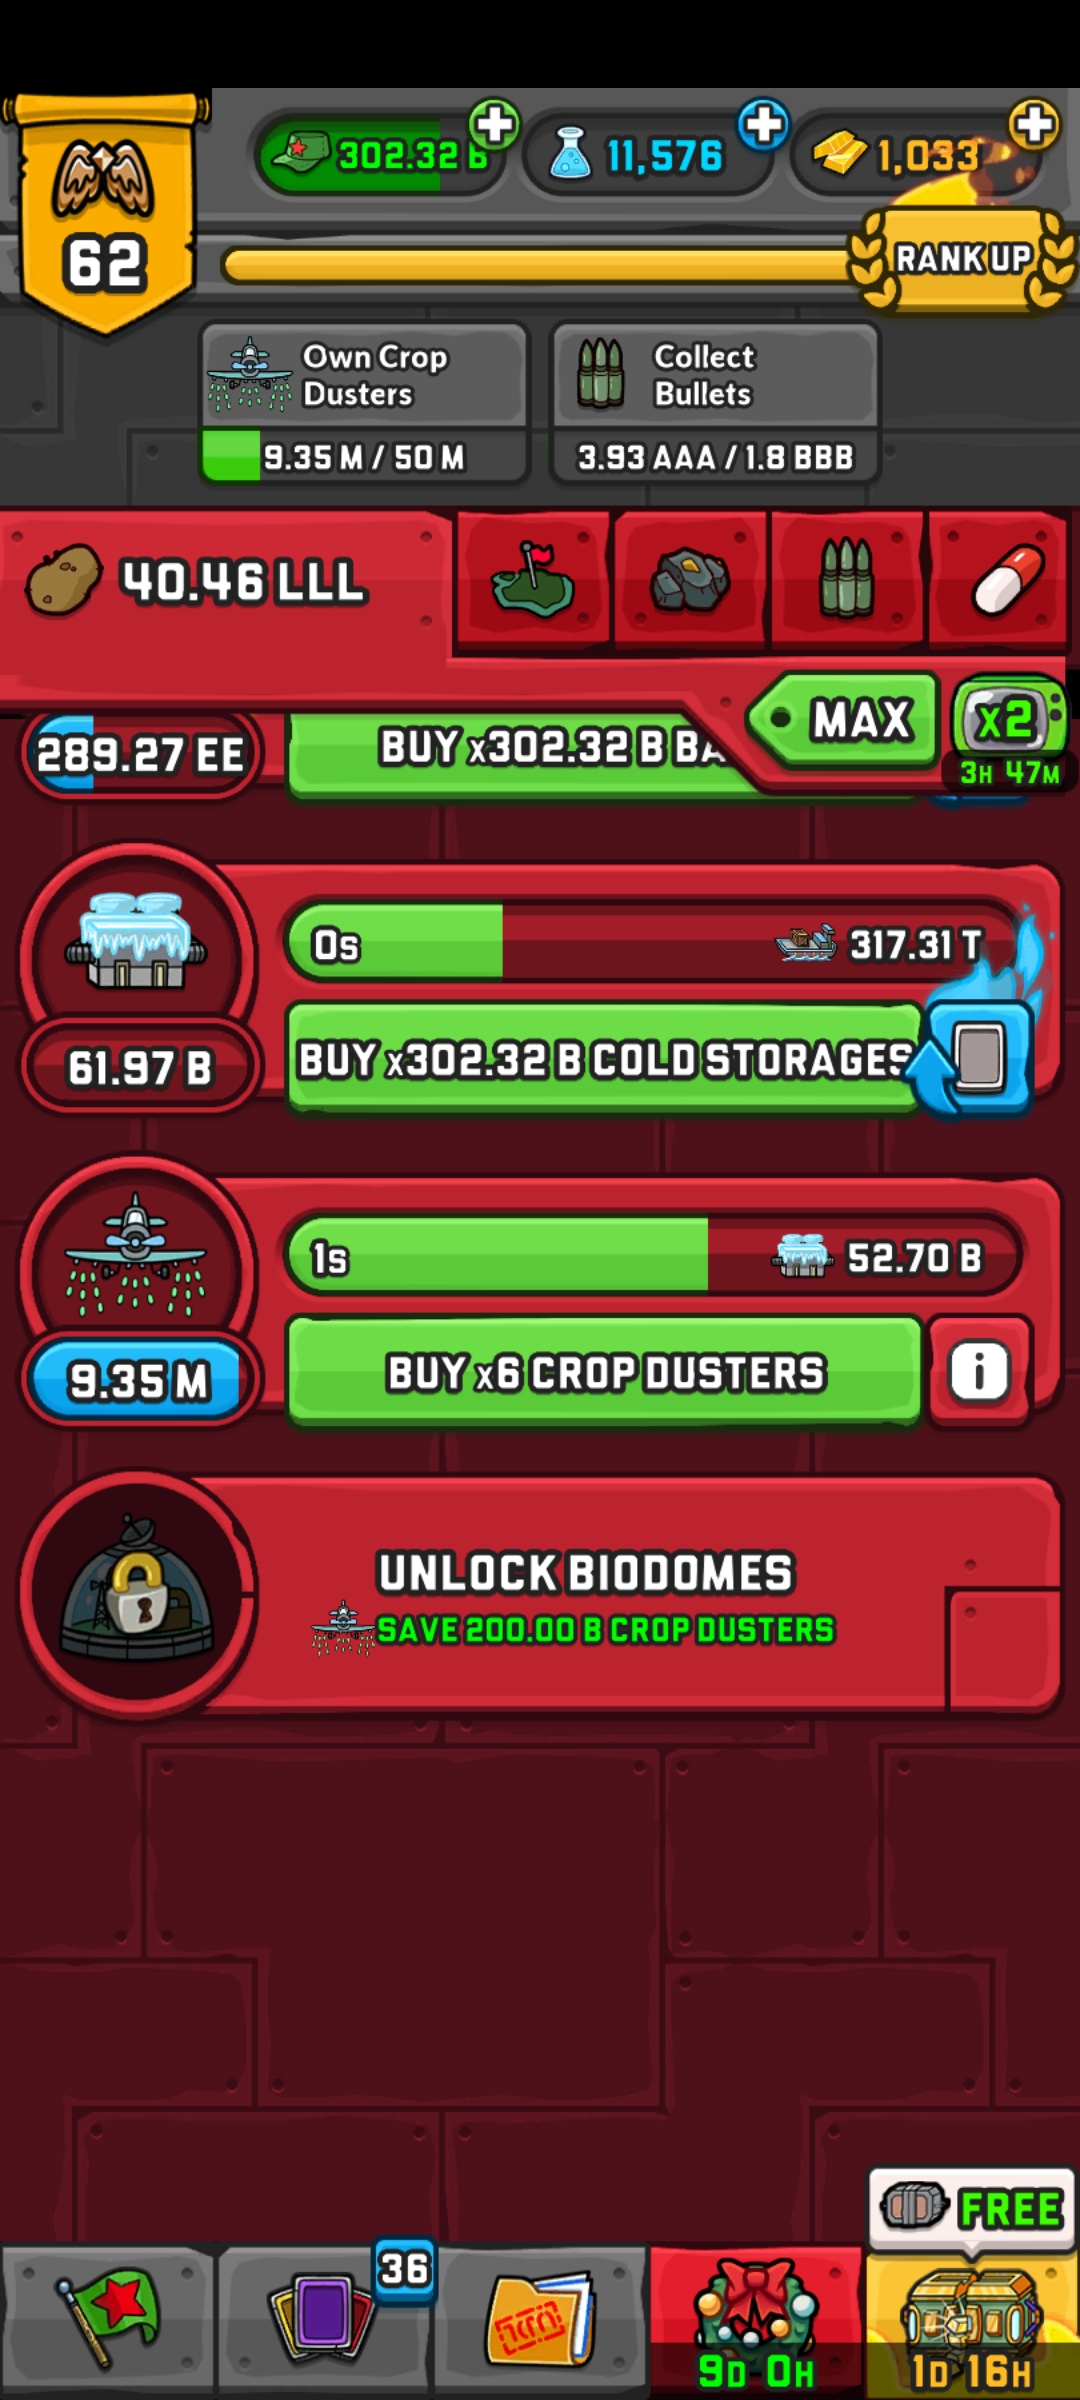 302.32 B
11,576
1,033
62
RANK UP
Own Crop
Dusters
9.35 M / 50 M
Collect
Bullets
3.93 AAA / 1.8 BBB
40.46 LLL
MAX
x2
3H 47M
289.27 EE
BUY x302.32 B BA
0s
317.31 T
61.97 B
BUY x302.32 B COLD STORAGES
1s
52.70 B
9.35 M
BUY x6 CROP DUSTERS
i
UNLOCK BIODOMES
SAVE 200.00 B CROP DUSTERS
FREE
36
9D 0H
1D 16H